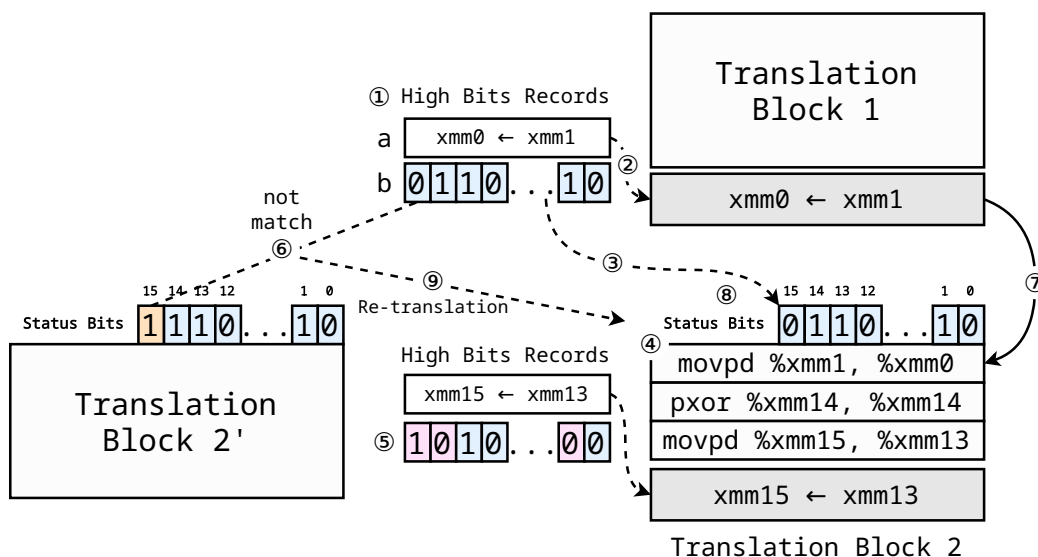 Translation
Block 1
① High Bits Records
a xmm0 ← xmm1
②
b 0110...10
xmm0 ← xmm1
not
match
⑥
③
⑦
⑨
⑧
15 14 13 12 1 0
15 14 13 12 1 0
Re-translation
Status Bits 1110...10
Status Bits 0110...10
④
High Bits Records
movpd %xmm1, %xmm0
xmm15 ← xmm13
pxor %xmm14, %xmm14
Translation
Block 2'
⑤ 1010...00
movpd %xmm15, %xmm13
xmm15 ← xmm13
Translation Block 2